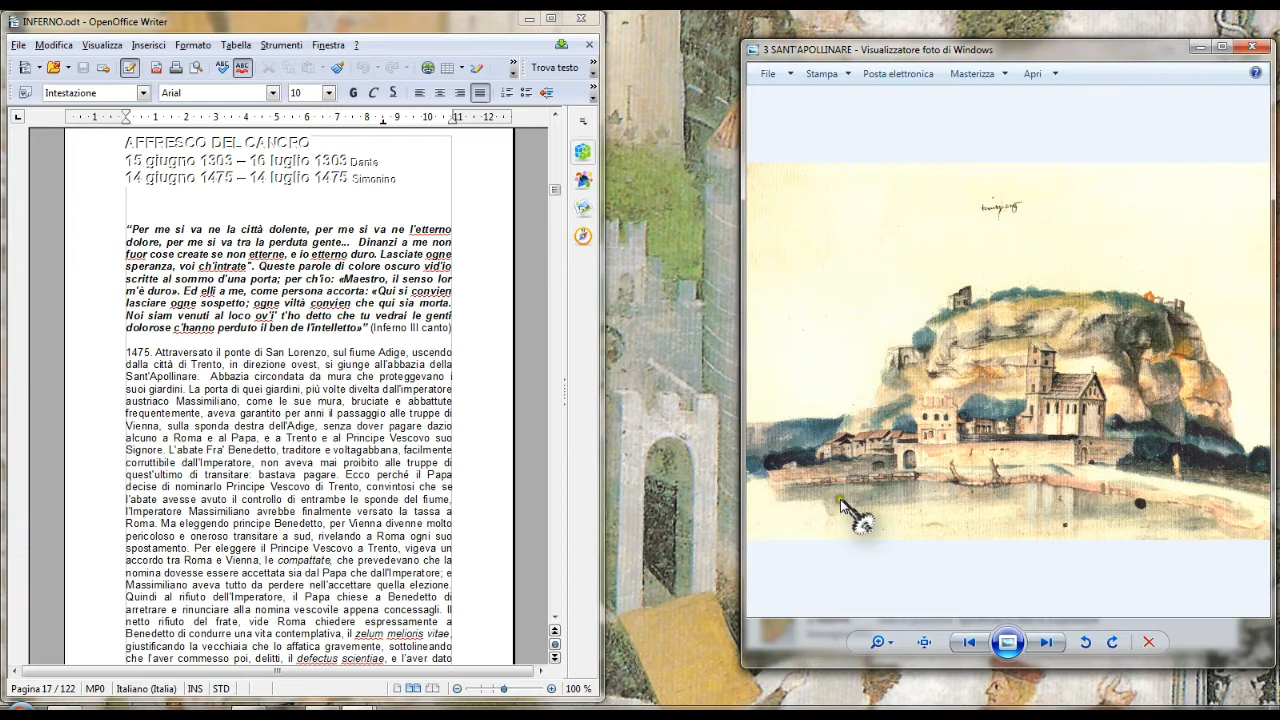 INFERNO.odt - OpenOffice Writer
File Modifica Visualizza Inserisci Formato Tabella Strumenti Finestra ?
Trova testo
Intestazione Arial 10 G C S
1 1 2 3 4 5 6 7 8 9 10 11 12
AFFRESCO DEL CANGRO
15 giugno 1303 – 16 luglio 1303 Dante
14 giugno 1475 – 14 luglio 1475 Simonino
“Per me si va ne la città dolente, per me si va ne l'etterno
dolore, per me si va tra la perduta gente... Dinanzi a me non
fuor cose create se non etterne, e io etterno duro. Lasciate ogne
speranza, voi ch'intrate". Queste parole di colore oscuro vid'ïo
scritte al sommo d'una porta; per ch'ïo: «Maestro, il senso lor
m'è duro». Ed elli a me, come persona accorta: «Qui si convien
lasciare ogne sospetto; ogne viltà convien che qui sia morta.
Noi siam venuti al loco ov'i' t'ho detto che tu vedrai le genti
dolorose c'hanno perduto il ben de l'intelletto»” (Inferno III canto)
1475. Attraversato il ponte di San Lorenzo, sul fiume Adige, uscendo
dalla città di Trento, in direzione ovest, si giunge all'abbazia della
Sant'Apollinare. Abbazia circondata da mura che proteggevano i
suoi giardini. La porta di quei giardini, più volte divelta dall'imperatore
austriaco Massimiliano, come le sue mura, bruciate e abbattute
frequentemente, aveva garantito per anni il passaggio alle truppe di
Vienna, sulla sponda destra dell'Adige, senza dover pagare dazio
alcuno a Roma e al Papa, e a Trento e al Principe Vescovo suo
Signore. L'abate Fra' Benedetto, traditore e voltagabbana, facilmente
corruttibile dall'Imperatore, non aveva mai proibito alle truppe di
quest'ultimo di transitare: bastava pagare. Ecco perché il Papa
decise di nominarlo Principe Vescovo di Trento, convintosi che se
l'abate avesse avuto il controllo di entrambe le sponde del fiume,
l'Imperatore Massimiliano avrebbe finalmente versato la tassa a
Roma. Ma eleggendo principe Benedetto, per Vienna divenne molto
pericoloso e oneroso transitare a sud, rivelando a Roma ogni suo
spostamento. Per eleggere il Principe Vescovo a Trento, vigeva un
accordo tra Roma e Vienna, le compattate, che prevedevano che la
nomina dovesse essere accettata sia dal Papa che dall'Imperatore; e
Massimiliano aveva tutto da perdere nell'accettare quella elezione.
Quindi al rifiuto dell'Imperatore, il Papa chiese a Benedetto di
arretrare e rinunciare alla nomina vescovile appena concessagli. Il
netto rifiuto del frate, vide Roma chiedere espressamente a
Benedetto di condurre una vita contemplativa, il zelum melioris vitae,
giustificando la vecchiaia che lo affatica gravemente, sottolineando
che l'aver commesso poi, delitti, il defectus scientiae, e l'aver dato
Pagina 17 / 122 MP0 Italiano (Italia) INS STD 100 %
3 SANT'APOLLINARE - Visualizzatore foto di Windows
File Stampa Posta elettronica Masterizza Apri